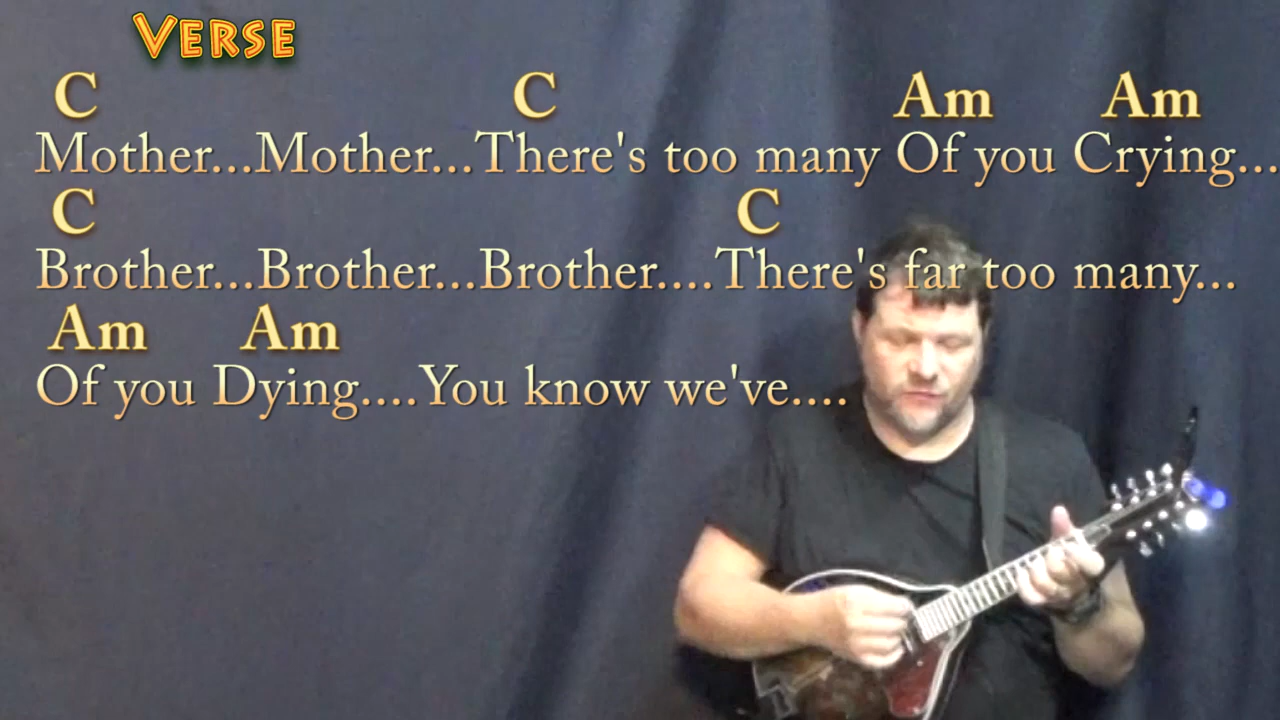 VERSE
C C Am Am
Mother...Mother...There's too many Of you Crying...
C C
Brother...Brother...Brother....There's far too many...
Am Am
Of you Dying....You know we've....